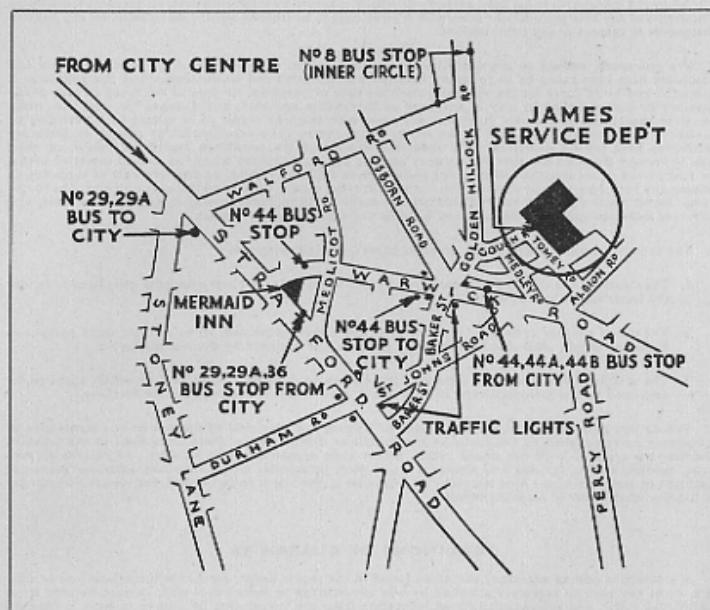 FROM CITY CENTRE
Nº 8 BUS STOP
(INNER CIRCLE)
JAMES
SERVICE DEP'T
WALFORD RD
OSBORN ROAD
GOLDEN HILLOCK RD
Nº 29,29A
BUS TO
CITY
Nº 44 BUS
STOP
MEDLICOT RD
STRATFORD ROAD
WARWICK ROAD
TOMEY RD
MEDLEY RD
ALBION RD
MERMAID
INN
Nº 44 BUS
STOP TO
CITY
BAKER ST
ST JOHNS ROAD
BAKER ST
Nº 44,44A,44B BUS STOP
FROM CITY
Nº 29,29A,36
BUS STOP FROM
CITY
TRAFFIC LIGHTS
STONEY LANE
DURHAM RD
PERCY ROAD